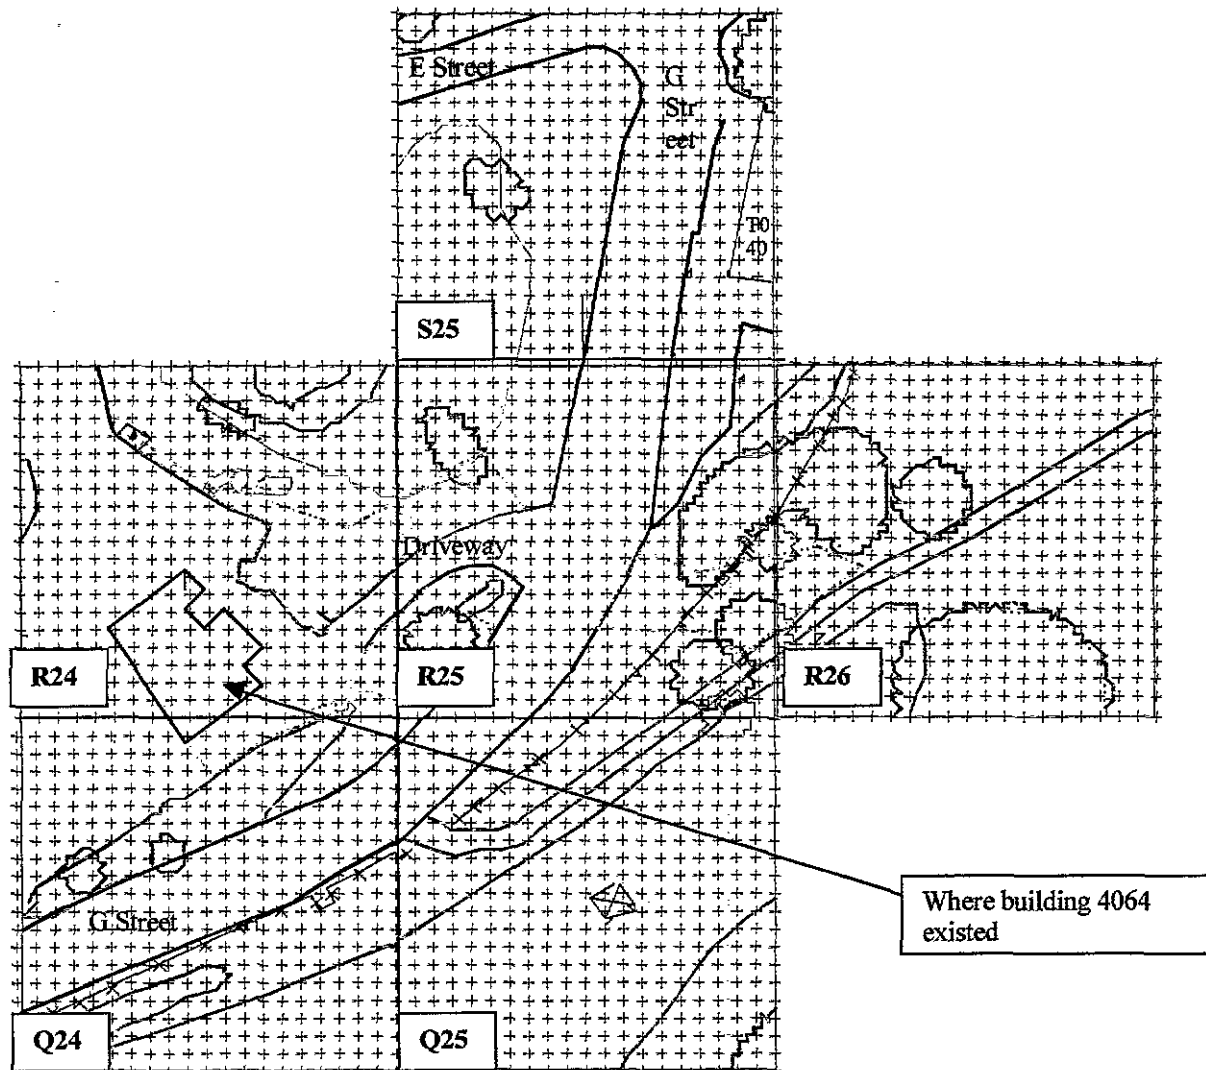 E Street
G
Str
eet
T0
40
S25
Driveway
R24
R25
R26
Where building 4064
existed
G Street
Q24
Q25